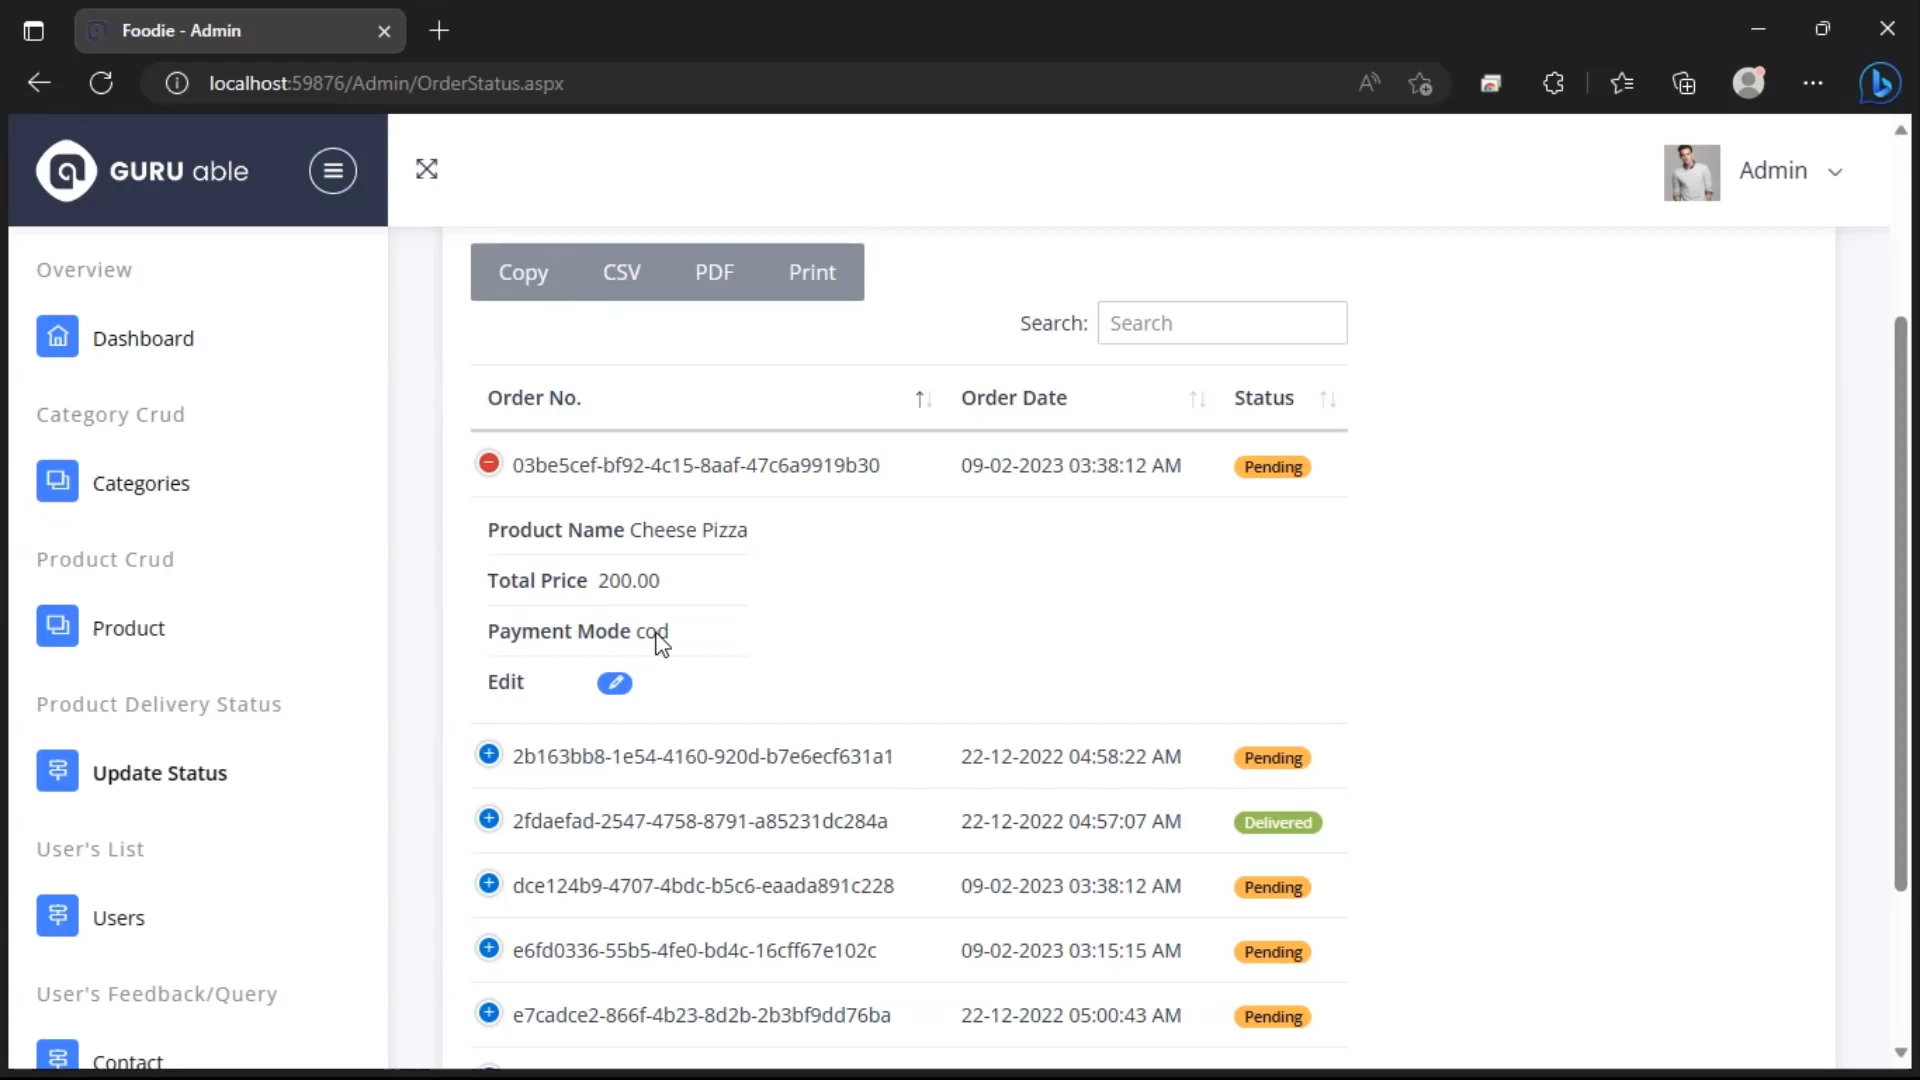 Foodie - Admin
localhost:59876/Admin/OrderStatus.aspx
GURU able
Admin
Overview
Dashboard
Category Crud
Categories
Product Crud
Product
Product Delivery Status
Update Status
User's List
Users
User's Feedback/Query
Contact
Copy CSV PDF Print
Search: Search
Order No. Order Date Status
03be5cef-bf92-4c15-8aaf-47c6a9919b30 09-02-2023 03:38:12 AM Pending
Product Name Cheese Pizza
Total Price 200.00
Payment Mode cod
Edit
2b163bb8-1e54-4160-920d-b7e6ecf631a1 22-12-2022 04:58:22 AM Pending
2fdaefad-2547-4758-8791-a85231dc284a 22-12-2022 04:57:07 AM Delivered
dce124b9-4707-4bdc-b5c6-eaada891c228 09-02-2023 03:38:12 AM Pending
e6fd0336-55b5-4fe0-bd4c-16cff67e102c 09-02-2023 03:15:15 AM Pending
e7cadce2-866f-4b23-8d2b-2b3bf9dd76ba 22-12-2022 05:00:43 AM Pending